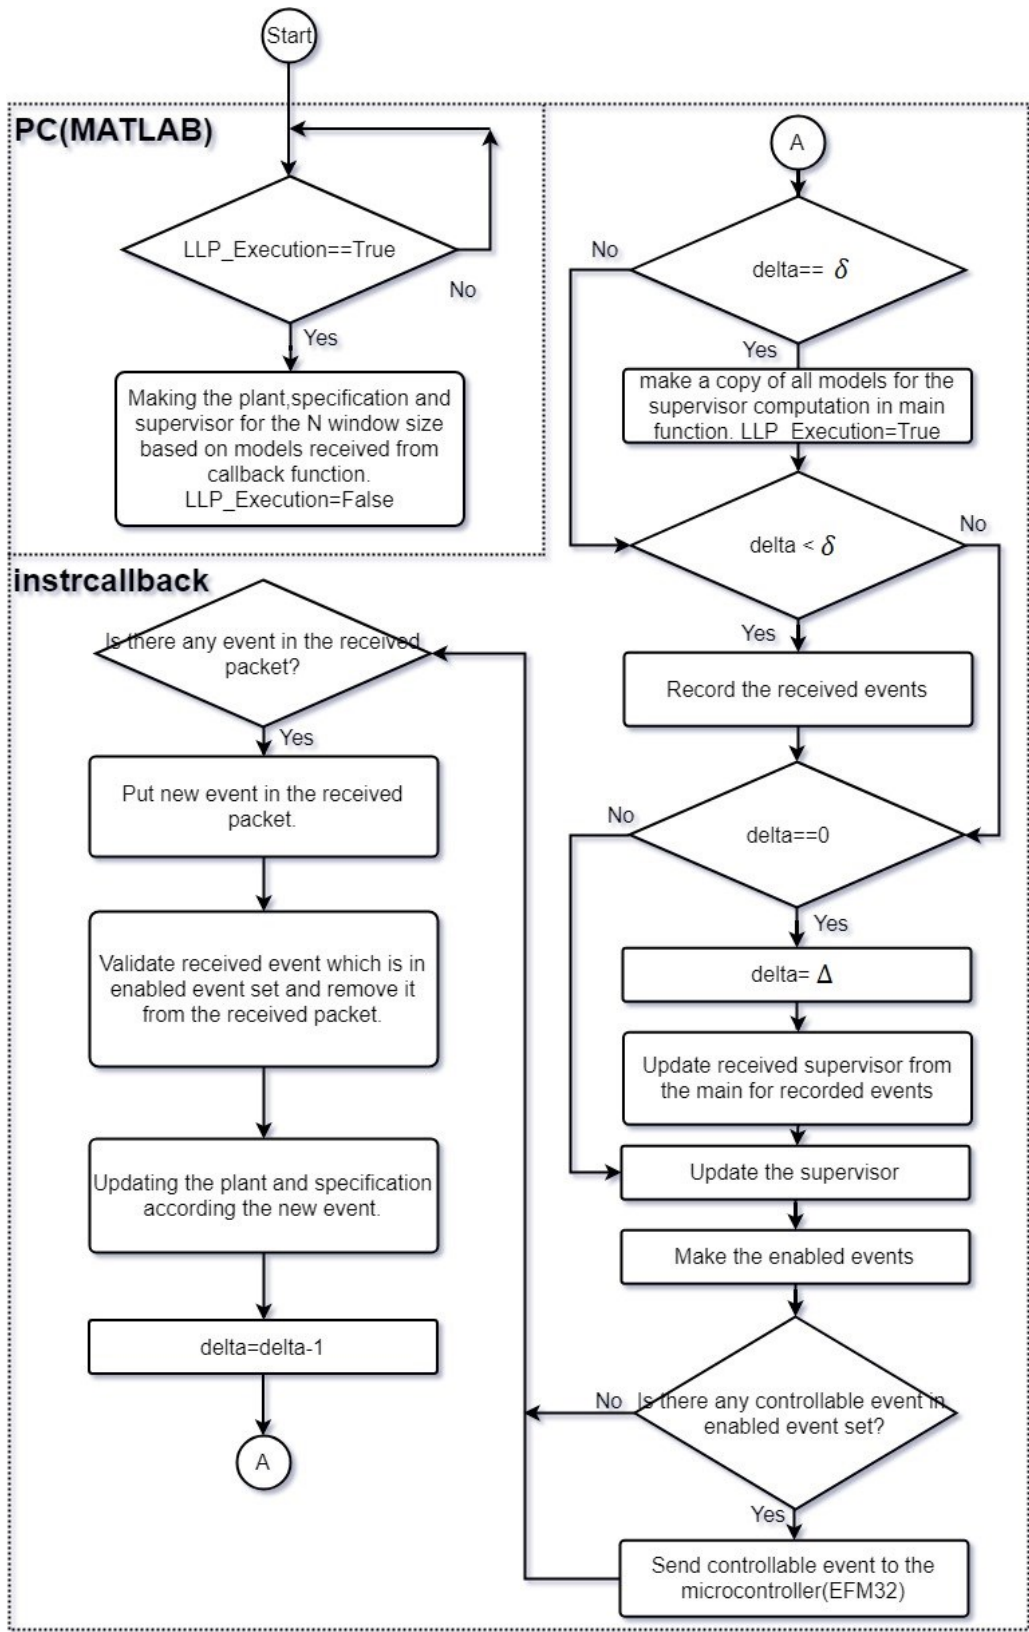 Start
PC(MATLAB)
LLP_Execution==True
No
Yes
Making the plant,specification and
supervisor for the N window size
based on models received from
callback function.
LLP_Execution=False
instrcallback
Is there any event in the received
packet?
Yes
Put new event in the received
packet.
Validate received event which is in
enabled event set and remove it
from the received packet.
Updating the plant and specification
according the new event.
delta=delta-1
A
A
No
delta== δ
Yes
make a copy of all models for the
supervisor computation in main
function. LLP_Execution=True
No
delta < δ
Yes
Record the received events
No
delta==0
Yes
delta= Δ
Update received supervisor from
the main for recorded events
Update the supervisor
Make the enabled events
No
Is there any controllable event in
enabled event set?
Yes
Send controllable event to the
microcontroller(EFM32)